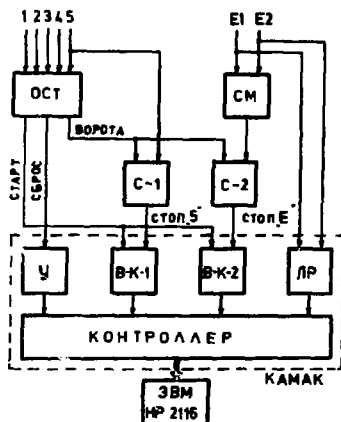 1 2 3 4 5 E1 E2
ОСТ
СМ
ВОРОТА
СТАРТ
СБРОС
С-1
С-2
СТОП „S"
СТОП „E"
У
В-К-1
В-К-2
ЛР
КОНТРОЛЛЕР
КАМАК
ЭВМ
HP 2116